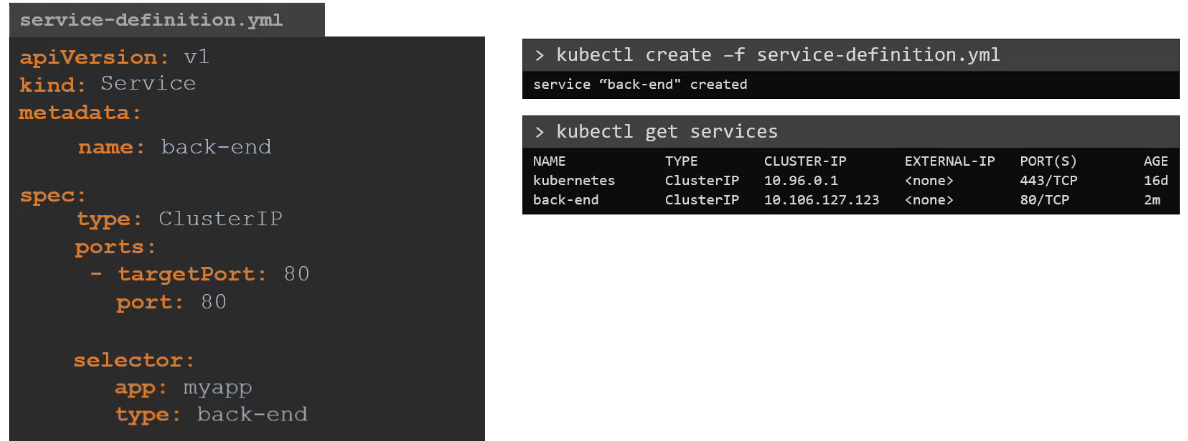 service-definition.yml
apiVersion: v1
kind: Service
metadata:
name: back-end
spec:
type: ClusterIP
ports:
- targetPort: 80
port: 80
selector:
app: myapp
type: back-end
> kubectl create –f service-definition.yml
service “back-end" created
> kubectl get services
NAME TYPE CLUSTER-IP EXTERNAL-IP PORT(S) AGE
kubernetes ClusterIP 10.96.0.1 <none> 443/TCP 16d
back-end ClusterIP 10.106.127.123 <none> 80/TCP 2m